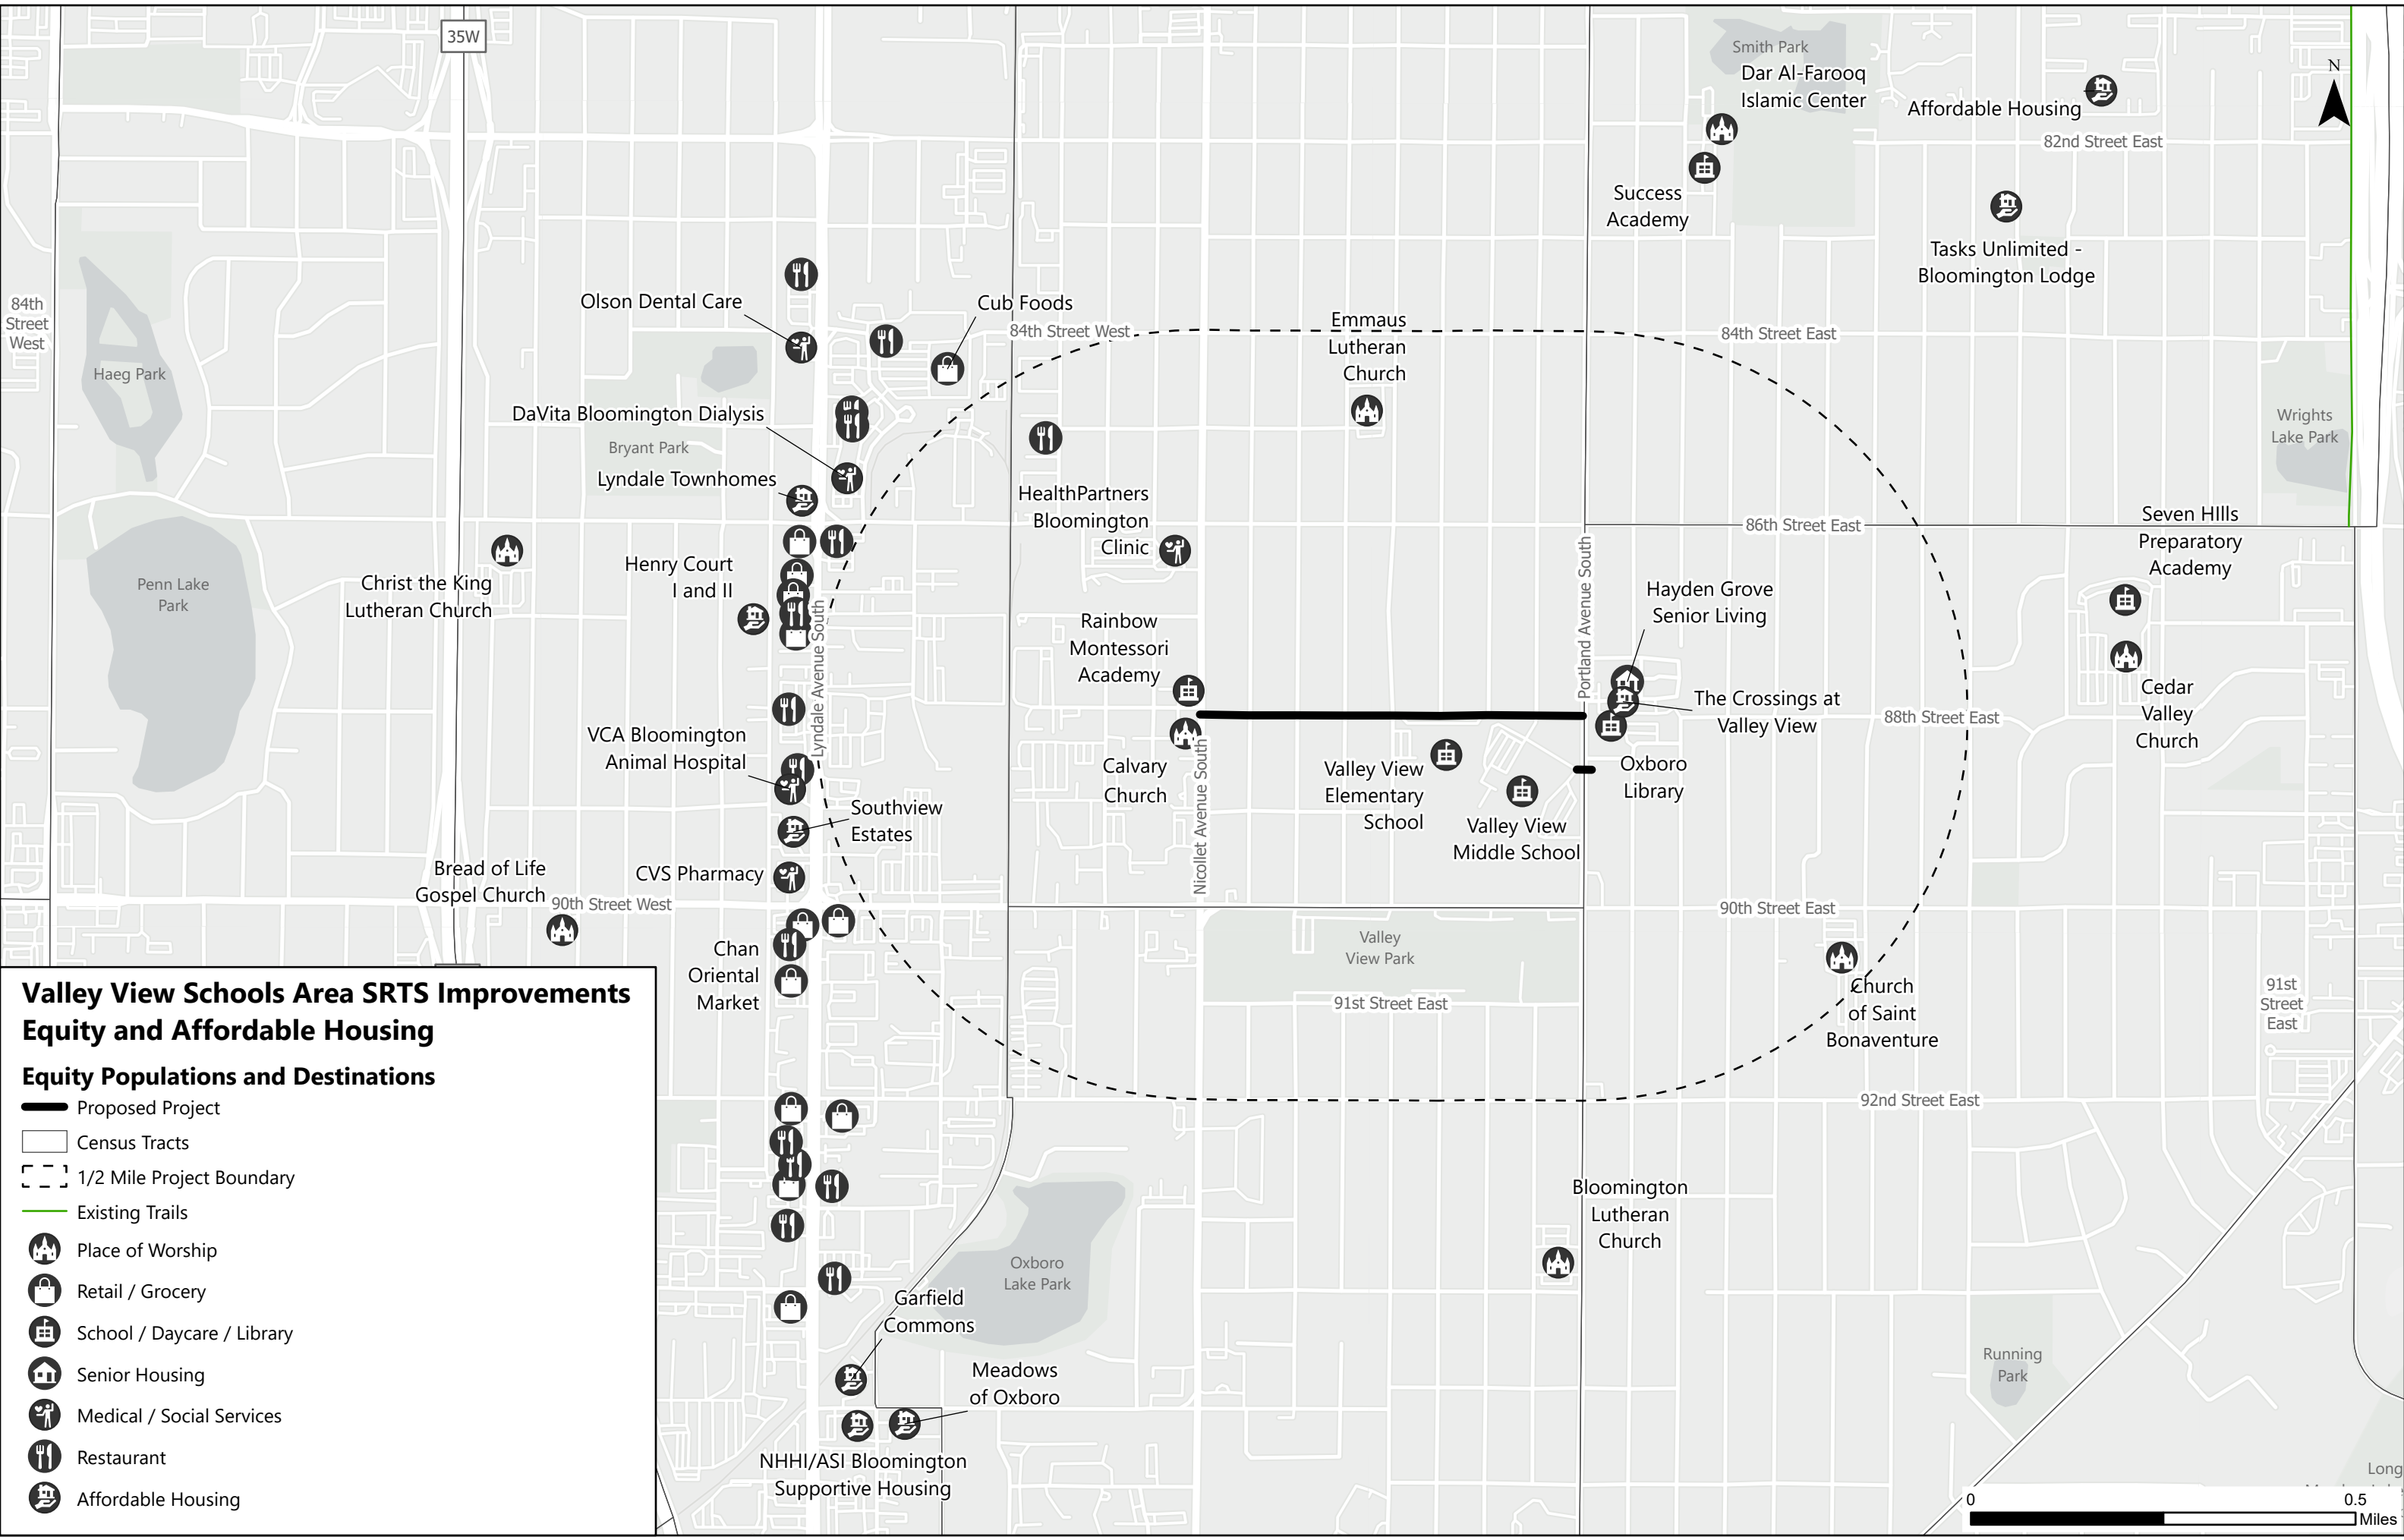 35W
Smith Park
Dar Al-Farooq
Islamic Center
N
Affordable Housing
82nd Street East
Success
Academy
Tasks Unlimited -
Bloomington Lodge
84th
Street
West
Olson Dental Care
Cub Foods
84th Street West
Emmaus
Lutheran
Church
84th Street East
Haeg Park
DaVita Bloomington Dialysis
Bryant Park
Lyndale Townhomes
Wrights
Lake Park
HealthPartners
Bloomington
Clinic
86th Street East
Seven HIlls
Preparatory
Academy
Penn Lake
Park
Christ the King
Lutheran Church
Henry Court
I and II
Lyndale Avenue South
Portland Avenue South
Hayden Grove
Senior Living
Rainbow
Montessori
Academy
The Crossings at
Valley View
88th Street East
Cedar
Valley
Church
VCA Bloomington
Animal Hospital
Calvary
Church
Nicollet Avenue South
Valley View
Elementary
School
Valley View
Middle School
Oxboro
Library
Southview
Estates
CVS Pharmacy
Bread of Life
Gospel Church
90th Street West
90th Street East
Chan
Oriental
Market
Valley
View Park
91st Street East
Church
of Saint
Bonaventure
91st
Street
East
92nd Street East
Bloomington
Lutheran
Church
Oxboro
Lake Park
Garfield
Commons
Meadows
of Oxboro
NHHI/ASI Bloomington
Supportive Housing
Running
Park
Long
Valley View Schools Area SRTS Improvements
Equity and Affordable Housing
Equity Populations and Destinations
Proposed Project
Census Tracts
1/2 Mile Project Boundary
Existing Trails
Place of Worship
Retail / Grocery
School / Daycare / Library
Senior Housing
Medical / Social Services
Restaurant
Affordable Housing
0 0.5
Miles